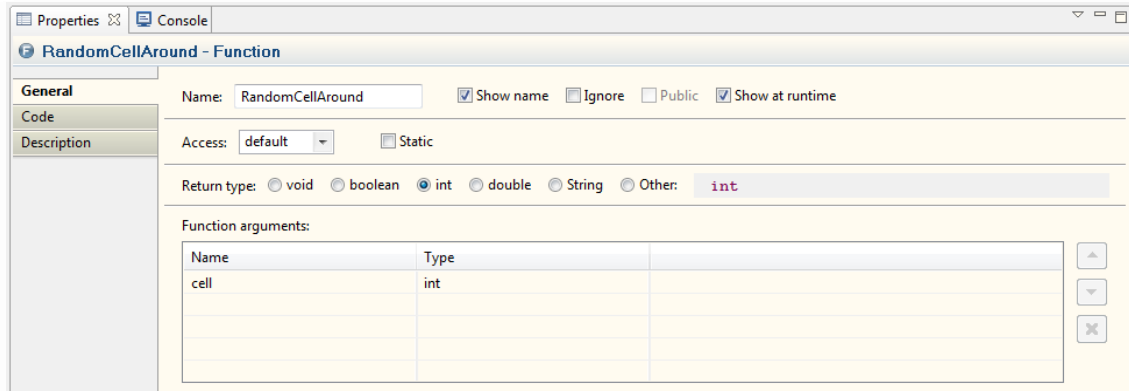 Properties Console
RandomCellAround - Function
General
Code
Description
Name: RandomCellAround Show name Ignore Public Show at runtime
Access: default Static
Return type: void boolean int double String Other: int
Function arguments:
Name Type
cell int